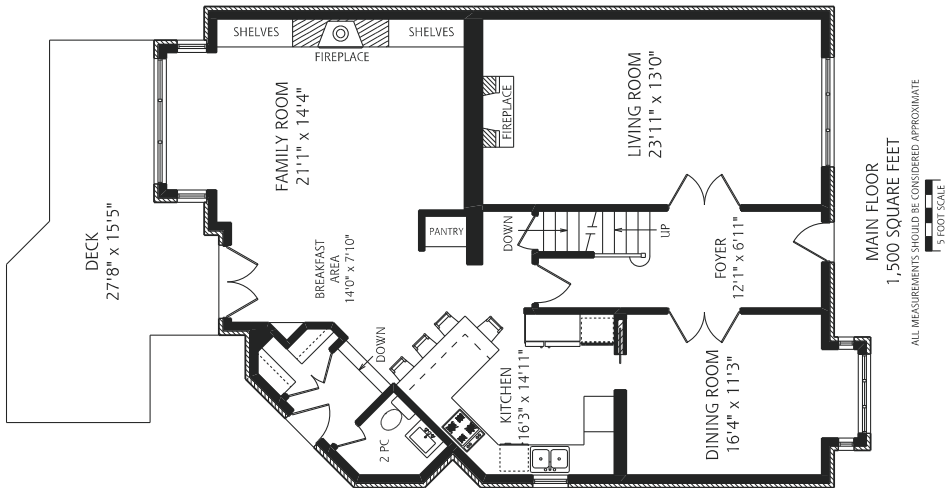 SHELVES
SHELVES
FIREPLACE
FAMILY ROOM
21'1" x 14'4"
DECK
27'8" x 15'5"
FIREPLACE
LIVING ROOM
23'11" x 13'0"
PANTRY
BREAKFAST
AREA
14'0" x 7'10"
DOWN
UP
FOYER
12'1" x 6'11"
DOWN
KITCHEN
16'3" x 14'11"
2 PC
DINING ROOM
16'4" x 11'3"
MAIN FLOOR
1,500 SQUARE FEET
ALL MEASUREMENTS SHOULD BE CONSIDERED APPROXIMATE
5 FOOT SCALE